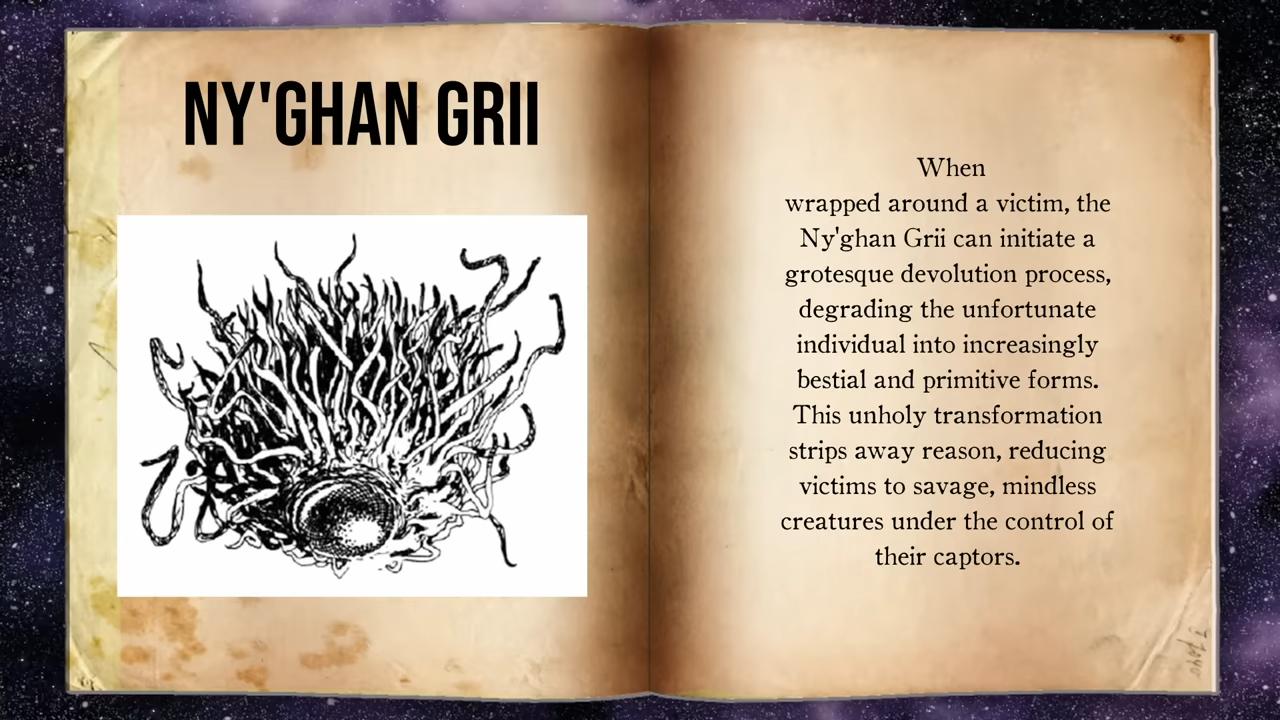 NY'GHAN GRII
When
wrapped around a victim, the
Ny'ghan Grii can initiate a
grotesque devolution process,
degrading the unfortunate
individual into increasingly
bestial and primitive forms.
This unholy transformation
strips away reason, reducing
victims to savage, mindless
creatures under the control of
their captors.